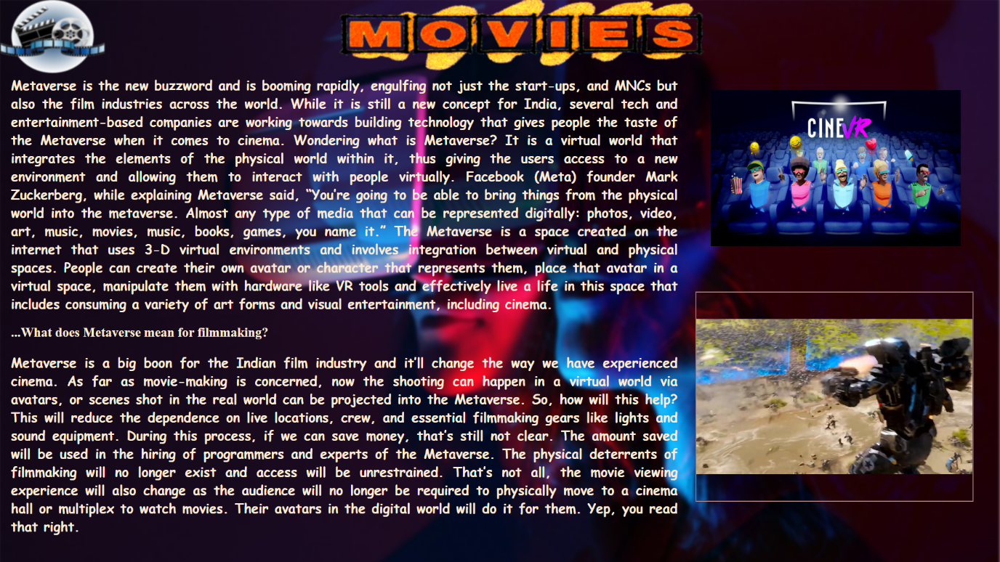 MOVIES
Metaverse is the new buzzword and is booming rapidly, engulfing not just the start-ups, and MNCs but
also the film industries across the world. While it is still a new concept for India, several tech and
entertainment-based companies are working towards building technology that gives people the taste of
the Metaverse when it comes to cinema. Wondering what is Metaverse? It is a virtual world that
integrates the elements of the physical world within it, thus giving the users access to a new
environment and allowing them to interact with people virtually. Facebook (Meta) founder Mark
Zuckerberg, while explaining Metaverse said, “You're going to be able to bring things from the physical
world into the metaverse. Almost any type of media that can be represented digitally: photos, video,
art, music, movies, music, books, games, you name it.” The Metaverse is a space created on the
internet that uses 3-D virtual environments and involves integration between virtual and physical
spaces. People can create their own avatar or character that represents them, place that avatar in a
virtual space, manipulate them with hardware like VR tools and effectively live a life in this space that
includes consuming a variety of art forms and visual entertainment, including cinema.
...What does Metaverse mean for filmmaking?
Metaverse is a big boon for the Indian film industry and it'll change the way we have experienced
cinema. As far as movie-making is concerned, now the shooting can happen in a virtual world via
avatars, or scenes shot in the real world can be projected into the Metaverse. So, how will this help?
This will reduce the dependence on live locations, crew, and essential filmmaking gears like lights and
sound equipment. During this process, if we can save money, that's still not clear. The amount saved
will be used in the hiring of programmers and experts of the Metaverse. The physical deterrents of
filmmaking will no longer exist and access will be unrestrained. That's not all, the movie viewing
experience will also change as the audience will no longer be required to physically move to a cinema
hall or multiplex to watch movies. Their avatars in the digital world will do it for them. Yep, you read
that right.
CINEVR